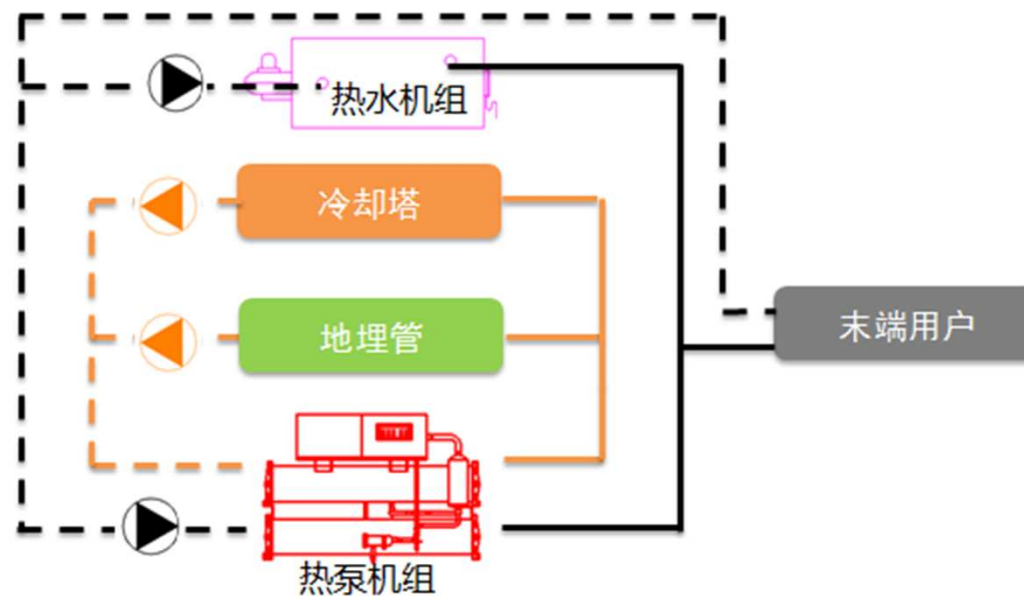 热水机组
冷却塔
地埋管
末端用户
热泵机组